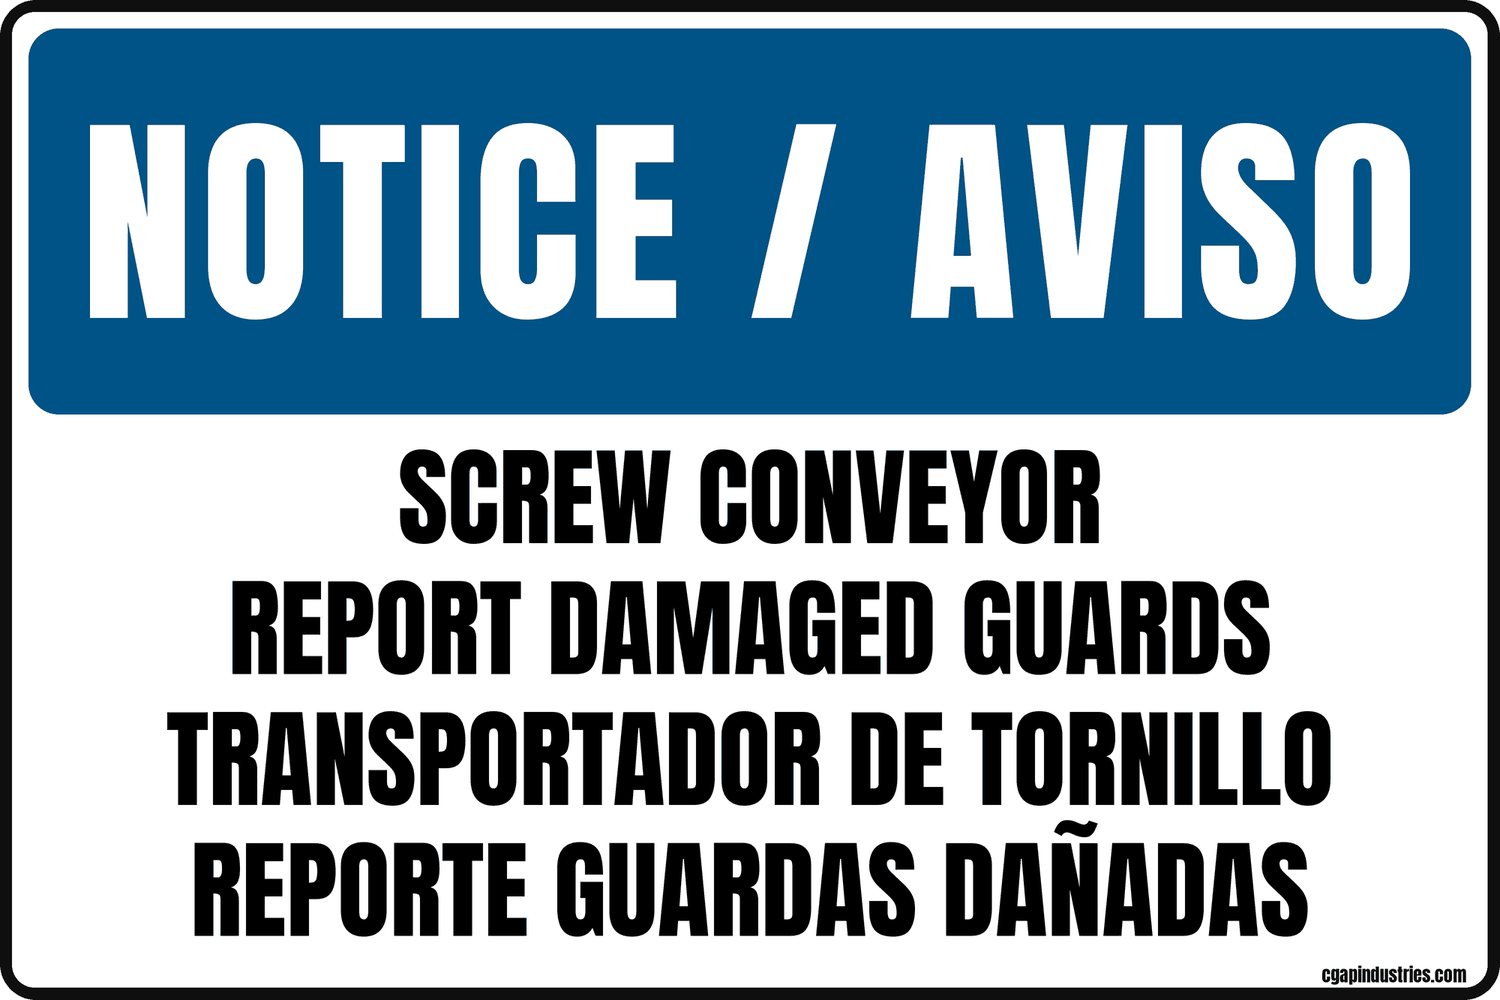 NOTICE / AVISO
SCREW CONVEYOR
REPORT DAMAGED GUARDS
TRANSPORTADOR DE TORNILLO
REPORTE GUARDAS DAÑADAS
cgapindustries.com